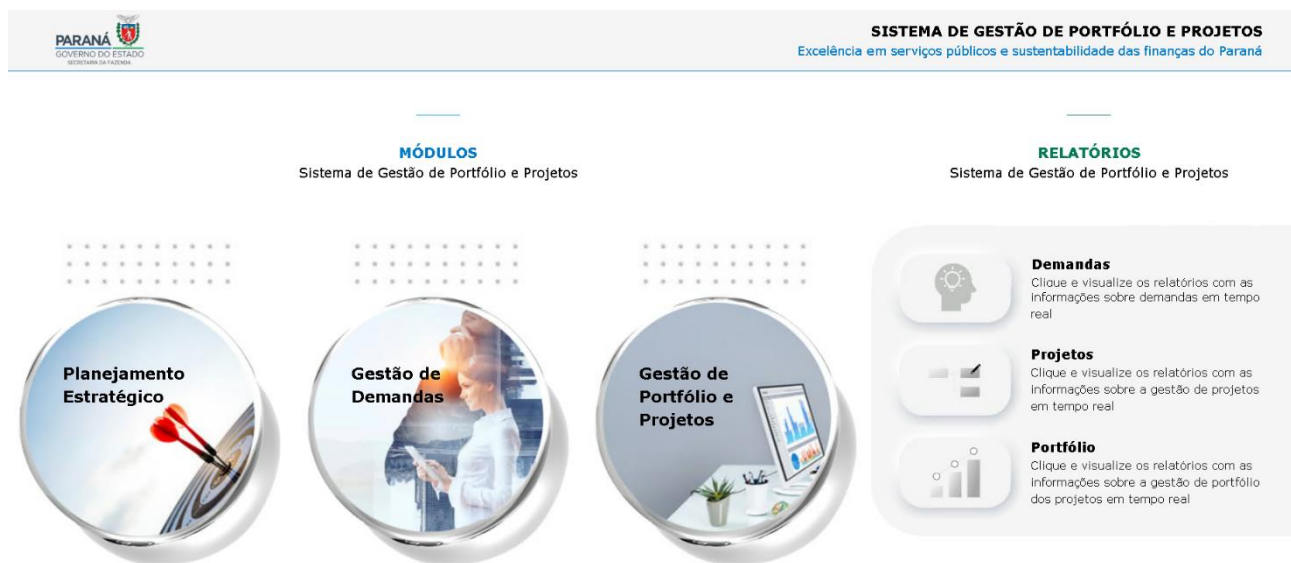 PARANÁ
GOVERNO DO ESTADO
SECRETARIA DA FAZENDA
SISTEMA DE GESTÃO DE PORTFÓLIO E PROJETOS
Excelência em serviços públicos e sustentabilidade das finanças do Paraná
MÓDULOS
Sistema de Gestão de Portfólio e Projetos
Planejamento
Estratégico
Gestão de
Demandas
Gestão de
Portfólio e
Projetos
RELATÓRIOS
Sistema de Gestão de Portfólio e Projetos
Demandas
Clique e visualize os relatórios com as
informações sobre demandas em tempo
real
Projetos
Clique e visualize os relatórios com as
informações sobre a gestão de projetos
em tempo real
Portfólio
Clique e visualize os relatórios com as
informações sobre a gestão de portfólio
dos projetos em tempo real